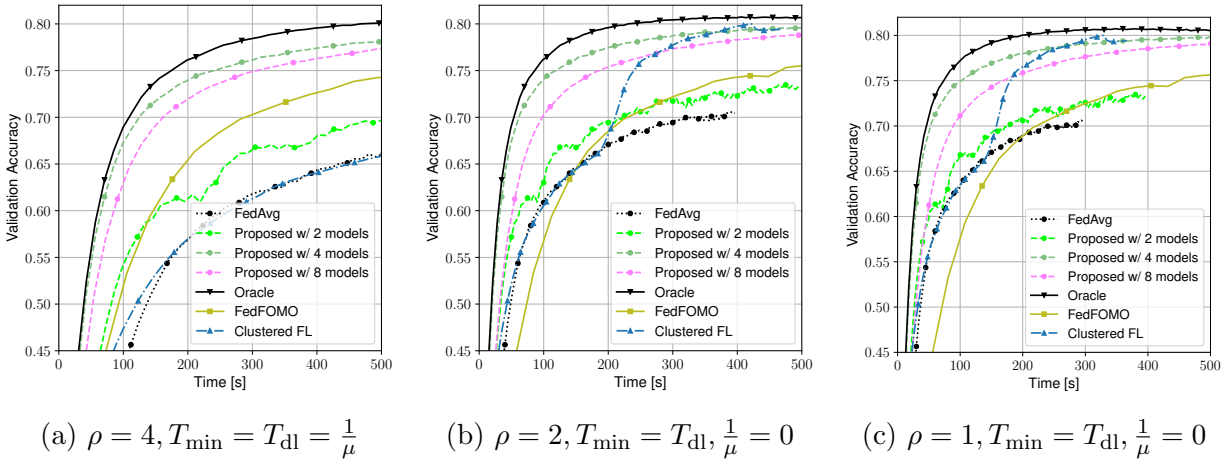 0.80
0.75
0.70
0.65
0.60
0.55
0.50
0.45
Validation Accuracy
0 100 200 300 400 500
Time [s]
FedAvg
Proposed w/ 2 models
Proposed w/ 4 models
Proposed w/ 8 models
Oracle
FedFOMO
Clustered FL
(a) ρ = 4, T_min = T_dl = 1/μ
0.80
0.75
0.70
0.65
0.60
0.55
0.50
0.45
Validation Accuracy
0 100 200 300 400 500
Time [s]
FedAvg
Proposed w/ 2 models
Proposed w/ 4 models
Proposed w/ 8 models
Oracle
FedFOMO
Clustered FL
(b) ρ = 2, T_min = T_dl, 1/μ = 0
0.80
0.75
0.70
0.65
0.60
0.55
0.50
0.45
Validation Accuracy
0 100 200 300 400 500
Time [s]
FedAvg
Proposed w/ 2 models
Proposed w/ 4 models
Proposed w/ 8 models
Oracle
FedFOMO
Clustered FL
(c) ρ = 1, T_min = T_dl, 1/μ = 0